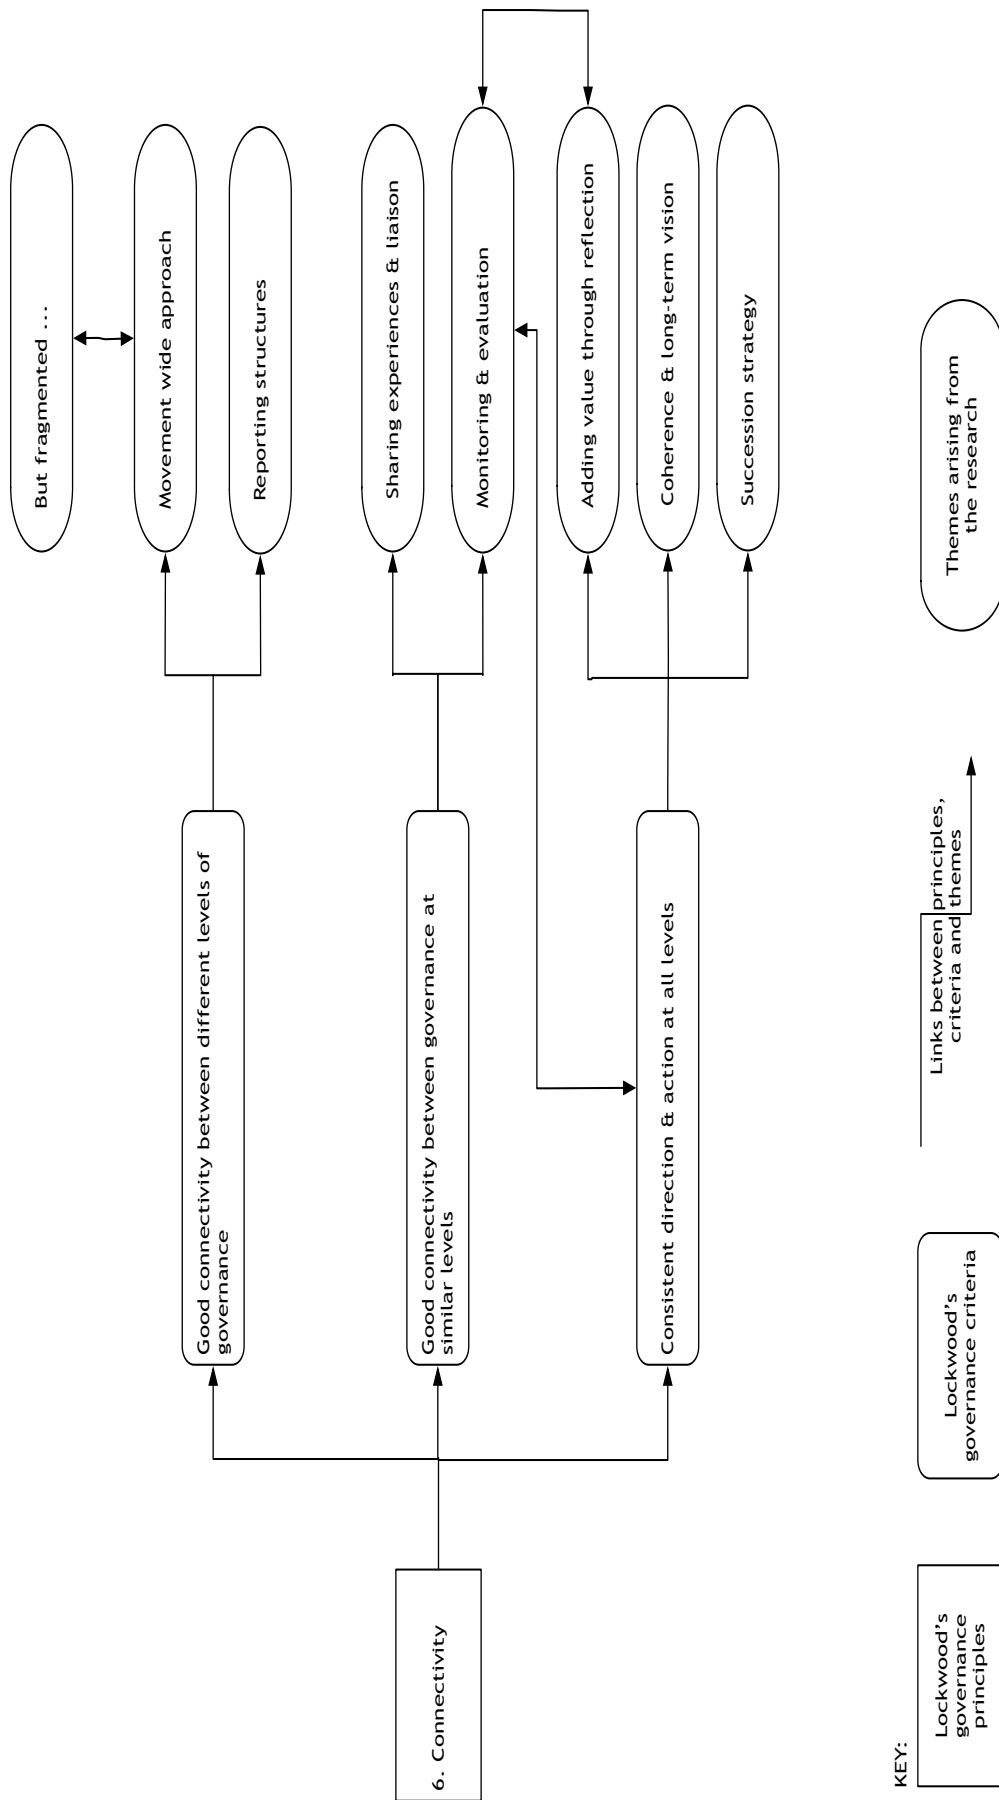 6. Connectivity
Good connectivity between different levels of
governance
Good connectivity between governance at
similar levels
Consistent direction & action at all levels
But fragmented ...
Movement wide approach
Reporting structures
Sharing experiences & liaison
Monitoring & evaluation
Adding value through reflection
Coherence & long-term vision
Succession strategy
KEY:
Lockwood's
governance
principles
Lockwood's
governance criteria
Links between principles,
criteria and themes
Themes arising from
the research